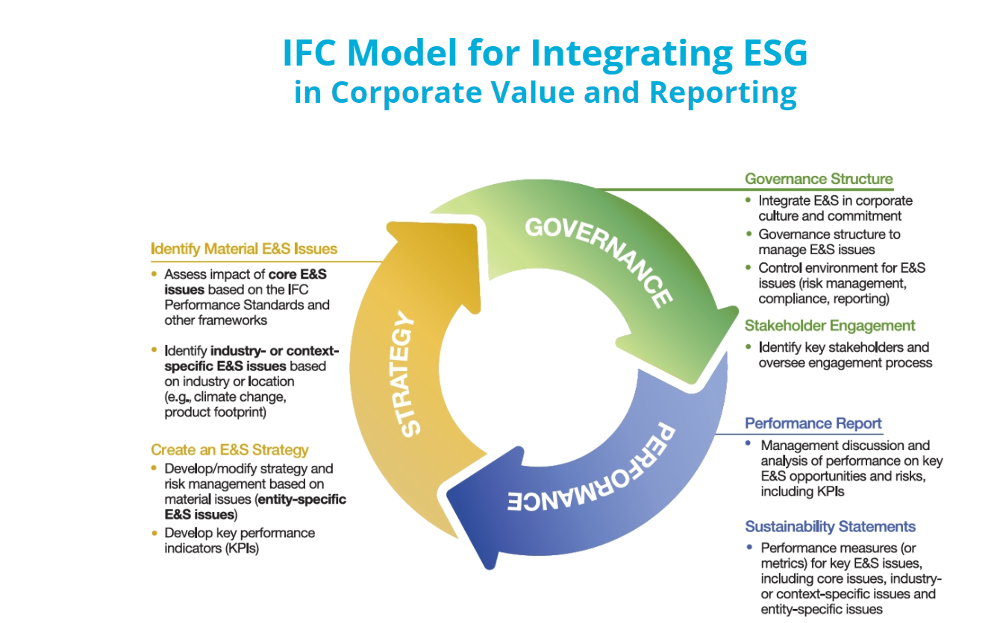 IFC Model for Integrating ESG
in Corporate Value and Reporting
Identify Material E&S Issues
• Assess impact of core E&S
issues based on the IFC
Performance Standards and
other frameworks
• Identify industry- or context-
specific E&S issues based
on industry or location
(e.g., climate change,
product footprint)
Create an E&S Strategy
• Develop/modify strategy and
risk management based on
material issues (entity-specific
E&S issues)
• Develop key performance
indicators (KPIs)
STRATEGY
GOVERNANCE
PERFORMANCE
Governance Structure
• Integrate E&S in corporate
culture and commitment
• Governance structure to
manage E&S issues
• Control environment for E&S
issues (risk management,
compliance, reporting)
Stakeholder Engagement
• Identify key stakeholders and
oversee engagement process
Performance Report
• Management discussion and
analysis of performance on key
E&S opportunities and risks,
including KPIs
Sustainability Statements
• Performance measures (or
metrics) for key E&S issues,
including core issues, industry-
or context-specific issues and
entity-specific issues